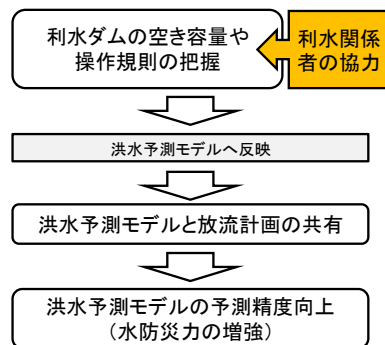 利水ダムの空き容量や
操作規則の把握
利水関係
者の協力
洪水予測モデルへ反映
洪水予測モデルと放流計画の共有
洪水予測モデルの予測精度向上
（水防災力の増強）